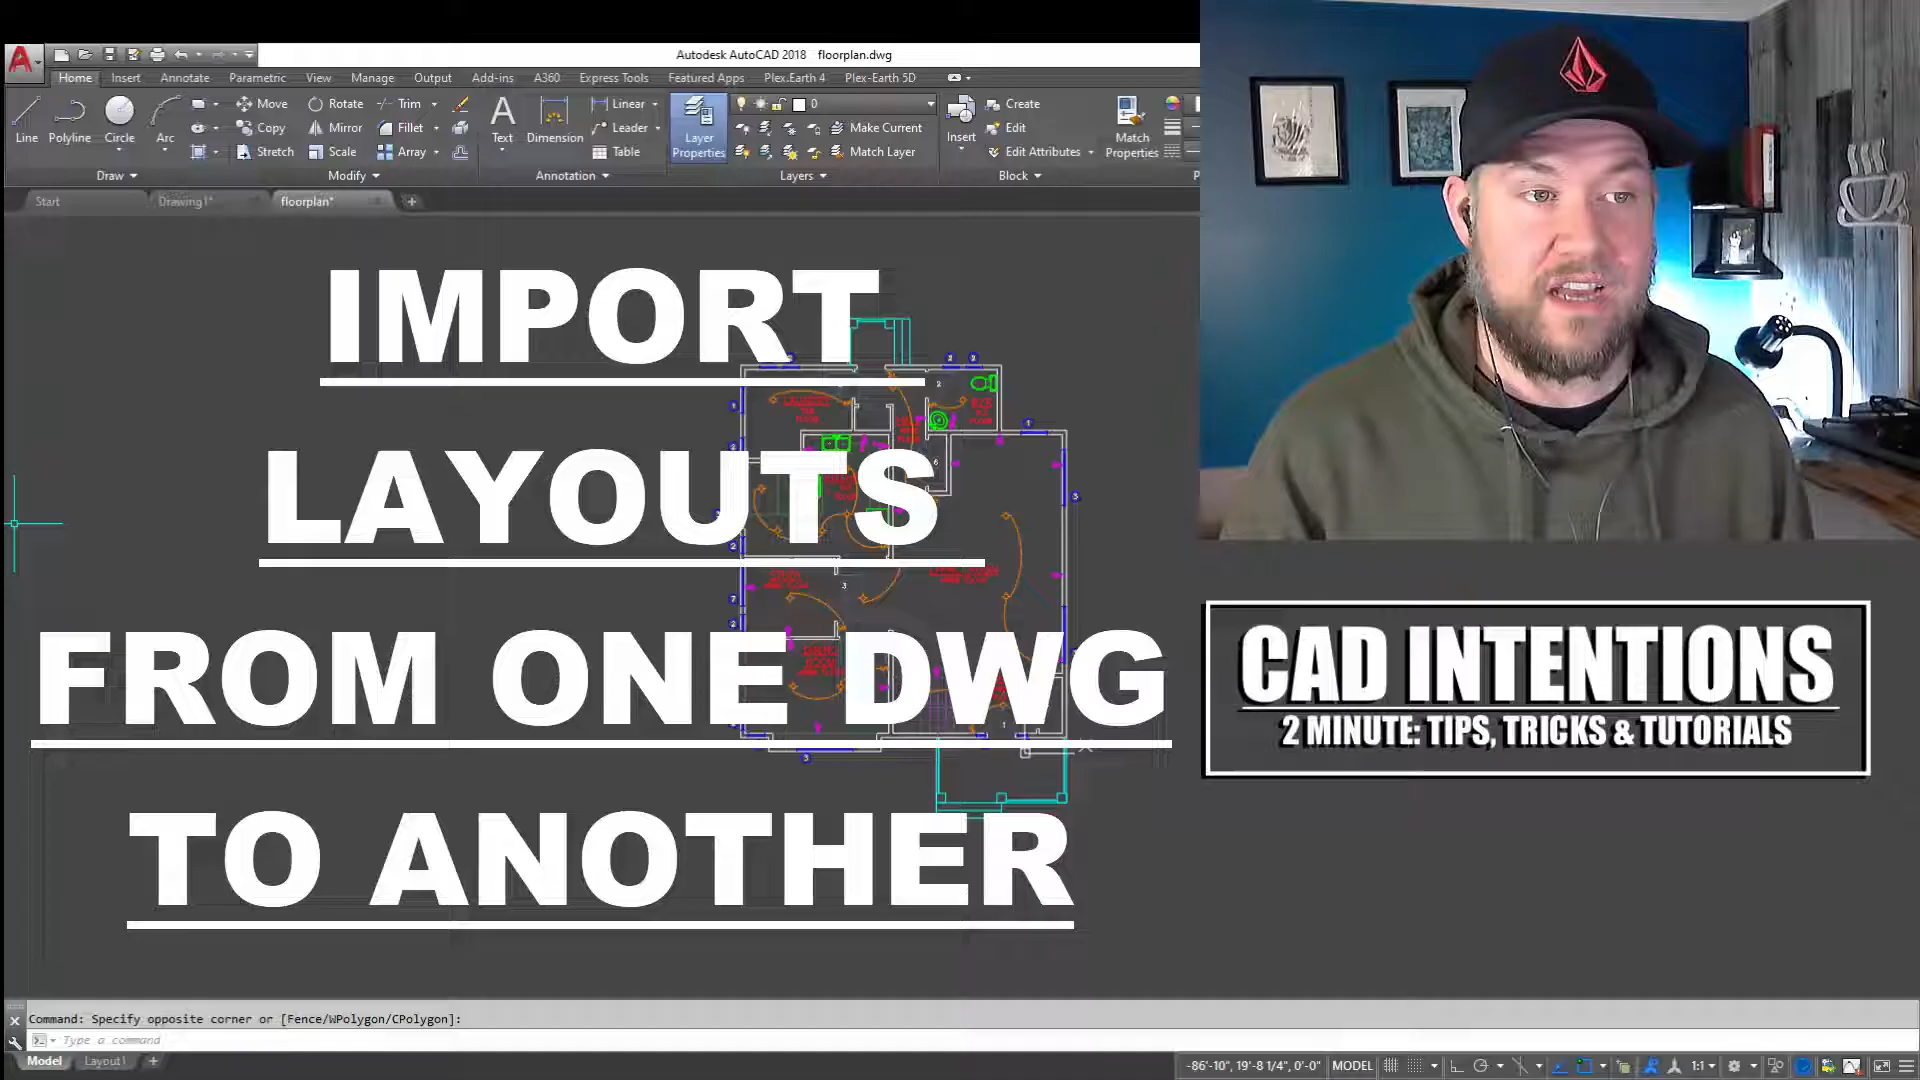 Autodesk AutoCAD 2018 floorplan.dwg
Home Insert Annotate Parametric View Manage Output Add-ins A360 Express Tools Featured Apps Plex.Earth 4 Plex-Earth 5D
Line Polyline Circle Arc
Move Rotate Trim
Copy Mirror Fillet
Stretch Scale Array
Text Dimension
Linear
Leader
Table
Layer Properties
0
Make Current
Match Layer
Insert
Create
Edit
Edit Attributes
Match Properties
Draw Modify Annotation Layers Block
Start Drawing1* floorplan*
IMPORT
LAYOUTS
FROM ONE DWG
TO ANOTHER
CAD INTENTIONS
2 MINUTE: TIPS, TRICKS & TUTORIALS
Command: Specify opposite corner or [Fence/WPolygon/CPolygon]:
Type a command
Model Layout1 +
-86'-10", 19'-8 1/4", 0'-0" MODEL 1:1